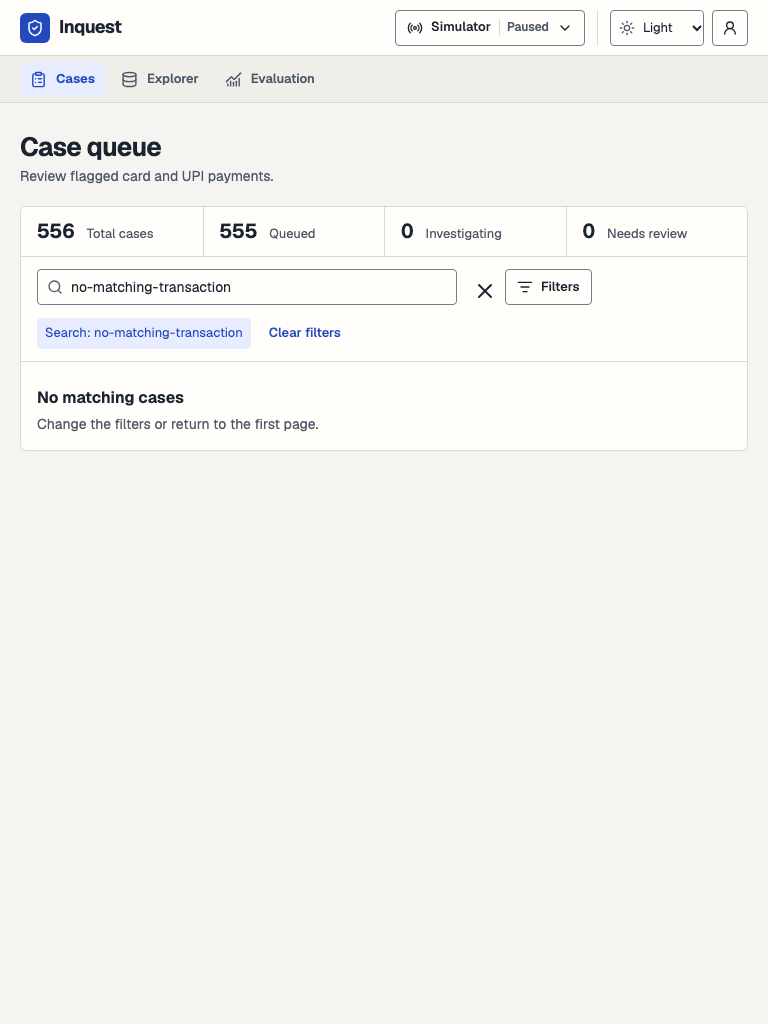 Inquest
Simulator Paused
Light
Cases
Explorer
Evaluation
Case queue
Review flagged card and UPI payments.
556 Total cases
555 Queued
0 Investigating
0 Needs review
no-matching-transaction
Filters
Search: no-matching-transaction
Clear filters
No matching cases
Change the filters or return to the first page.